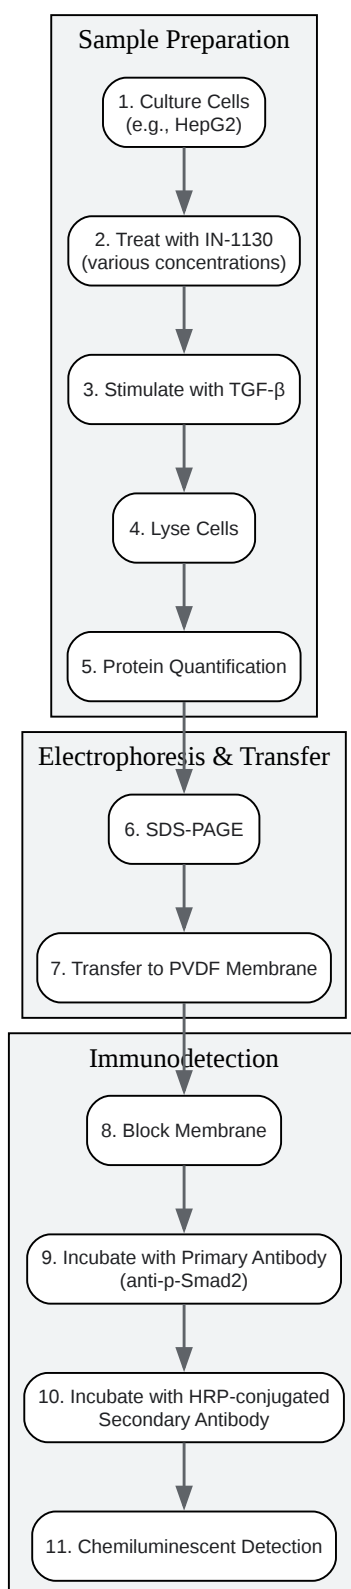 Sample Preparation
1. Culture Cells
(e.g., HepG2)
2. Treat with IN-1130
(various concentrations)
3. Stimulate with TGF-β
4. Lyse Cells
5. Protein Quantification
Electrophoresis & Transfer
6. SDS-PAGE
7. Transfer to PVDF Membrane
Immunodetection
8. Block Membrane
9. Incubate with Primary Antibody
(anti-p-Smad2)
10. Incubate with HRP-conjugated
Secondary Antibody
11. Chemiluminescent Detection